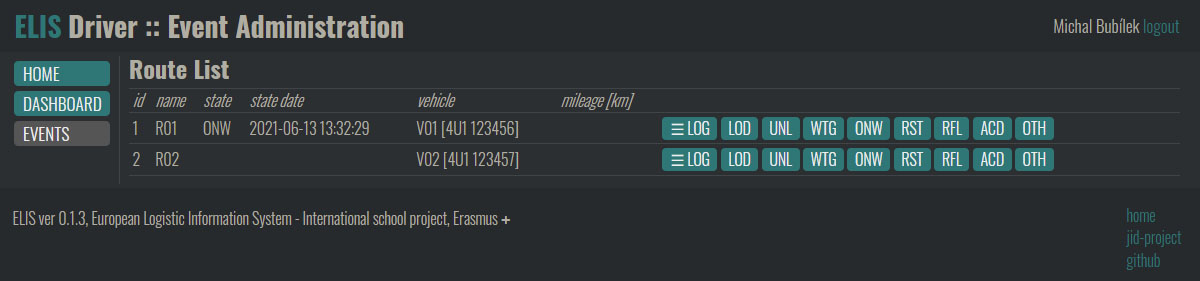 ELIS Driver :: Event Administration
Michal Bubílek logout
HOME
DASHBOARD
EVENTS
Route List
id name state state date vehicle mileage [km]
1 R01 ONW 2021-06-13 13:32:29 V01 [4U1 123456] ☰ LOG LOD UNL WTG ONW RST RFL ACD OTH
2 R02 V02 [4U1 123457] ☰ LOG LOD UNL WTG ONW RST RFL ACD OTH
ELIS ver 0.1.3, European Logistic Information System - International school project, Erasmus +
home
jid-project
github